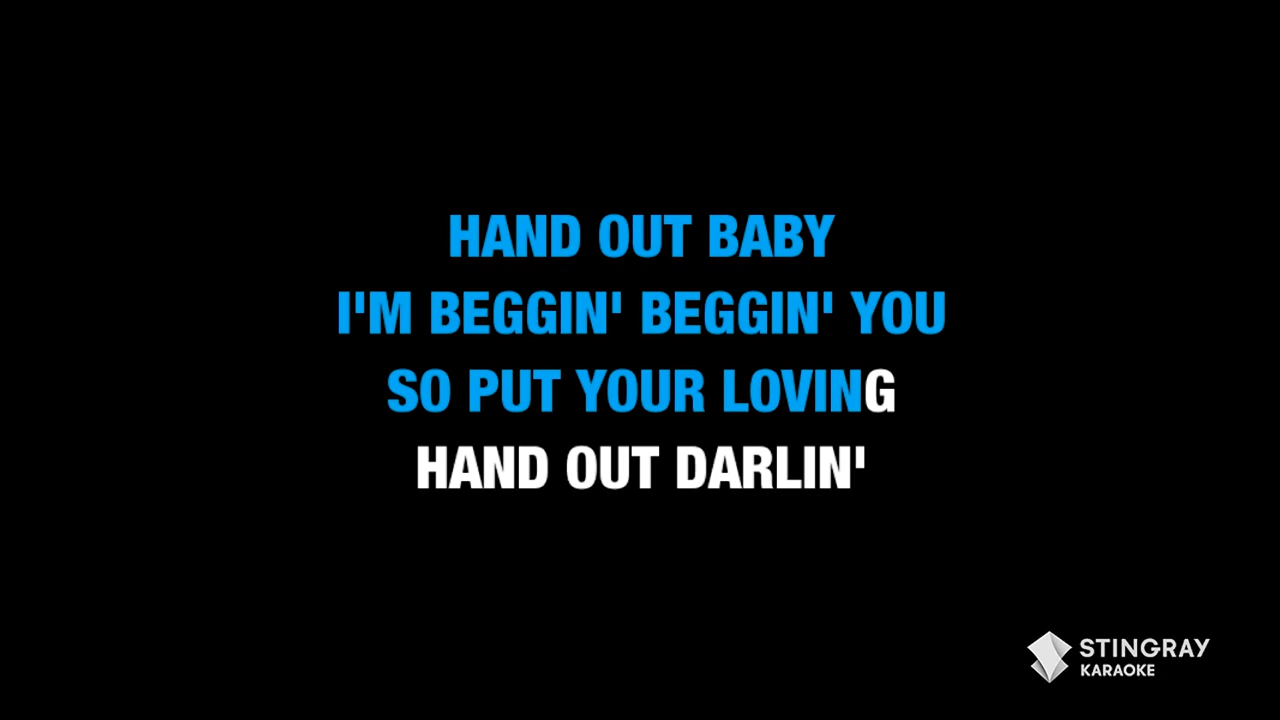 HAND OUT BABY
I'M BEGGIN' BEGGIN' YOU
SO PUT YOUR LOVING
HAND OUT DARLIN'
STINGRAY
KARAOKE